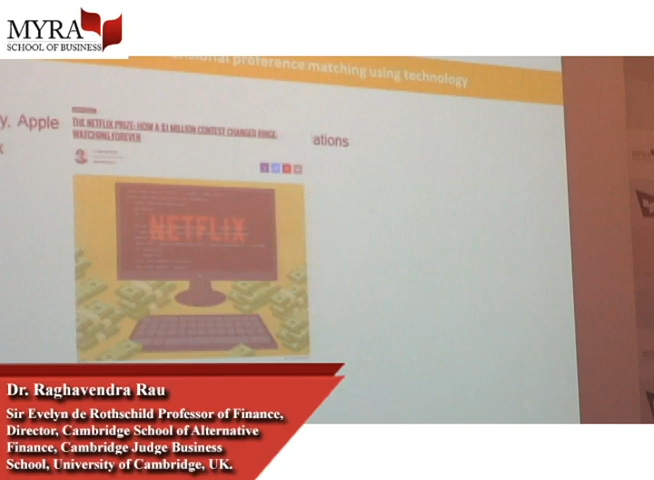 MYRA
SCHOOL OF BUSINESS
preference matching using technology
y. Apple
THE NETFLIX PRIZE: HOW A $1 MILLION CONTEST CHANGED BINGE-
WATCHING FOREVER
ations
NETFLIX
Dr. Raghavendra Rau
Sir Evelyn de Rothschild Professor of Finance,
Director, Cambridge School of Alternative
Finance, Cambridge Judge Business
School, University of Cambridge, UK.